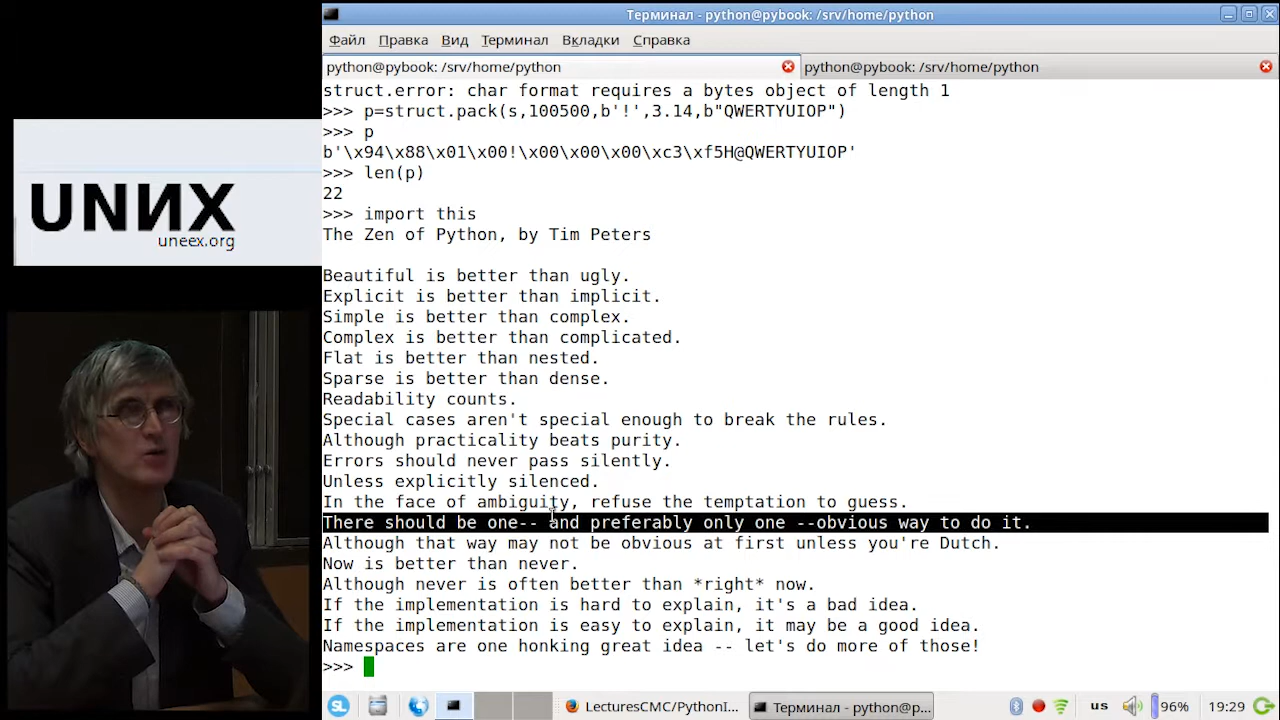 Терминал - python@pybook: /srv/home/python
Файл Правка Вид Терминал Вкладки Справка
python@pybook: /srv/home/python python@pybook: /srv/home/python
struct.error: char format requires a bytes object of length 1
>>> p=struct.pack(s,100500,b'!',3.14,b"QWERTYUIOP")
>>> p
b'\x94\x88\x01\x00!\x00\x00\x00\xc3\xf5H@QWERTYUIOP'
>>> len(p)
22
>>> import this
The Zen of Python, by Tim Peters
Beautiful is better than ugly.
Explicit is better than implicit.
Simple is better than complex.
Complex is better than complicated.
Flat is better than nested.
Sparse is better than dense.
Readability counts.
Special cases aren't special enough to break the rules.
Although practicality beats purity.
Errors should never pass silently.
Unless explicitly silenced.
In the face of ambiguity, refuse the temptation to guess.
There should be one-- and preferably only one --obvious way to do it.
Although that way may not be obvious at first unless you're Dutch.
Now is better than never.
Although never is often better than *right* now.
If the implementation is hard to explain, it's a bad idea.
If the implementation is easy to explain, it may be a good idea.
Namespaces are one honking great idea -- let's do more of those!
>>>
UNИX
uneex.org
SL LecturesCMC/PythonI... Терминал - python@p... us 96% 19:29